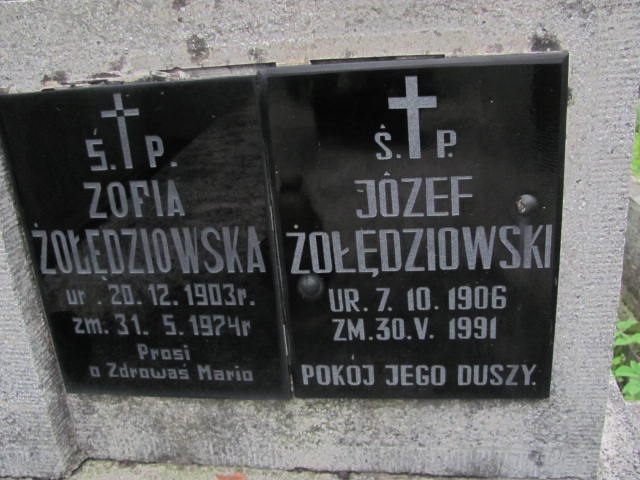 Ś. P.
ZOFIA
ŻOŁĘDZIOWSKA
ur. 20. 12. 1903r.
zm. 31. 5. 1974r
Prosi
o Zdrowaś Mario
Ś. P.
JÓZEF
ŻOŁĘDZIOWSKI
UR. 7. 10. 1906
ZM. 30. V. 1991
POKÓJ JEGO DUSZY.